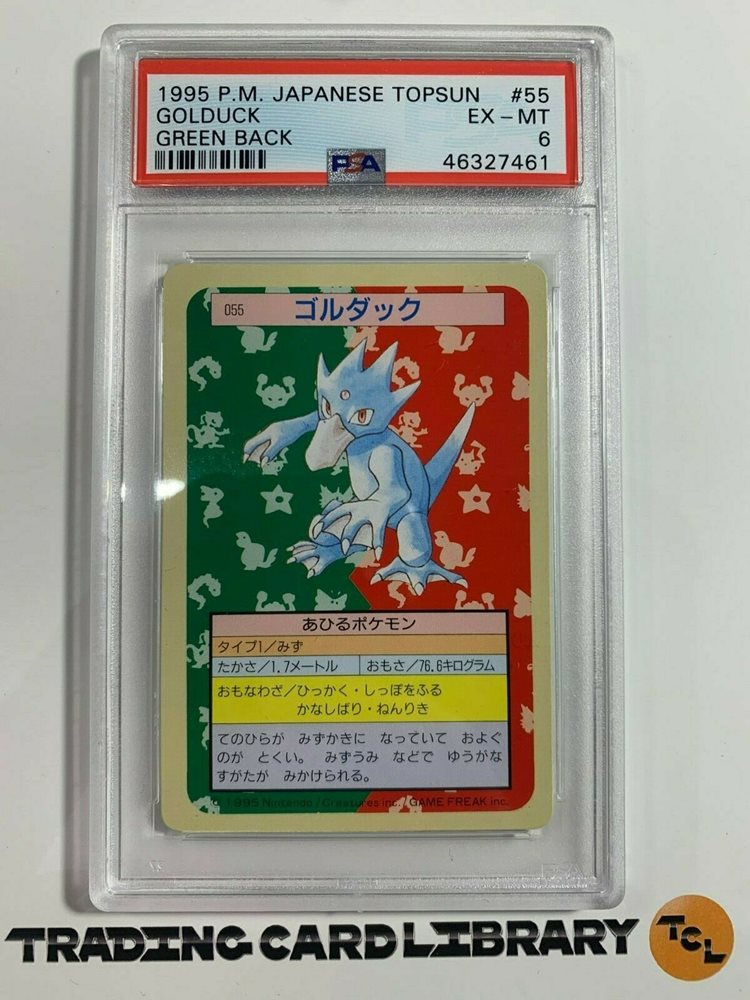 1995 P.M. JAPANESE TOPSUN #55
GOLDUCK EX - MT
GREEN BACK 6
PSA 46327461
055 ゴルダック
あひるポケモン
タイプ1/みず
たかさ/1.7メートル おもさ/76.6キログラム
おもなわざ/ひっかく・しっぽをふる
かなしばり・ねんりき
てのひらが みずかきに なっていて およぐ
のが とくい。 みずうみ などで ゆうがな
すがたが みかけられる。
© 1995 Nintendo/Creatures inc./GAME FREAK inc.
TRADING CARD LIBRARY TCL